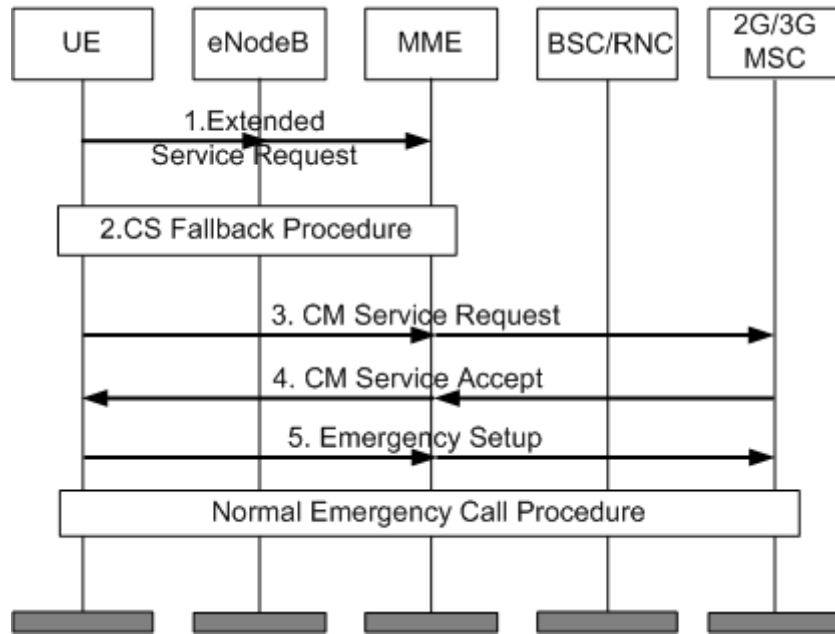 UE
eNodeB
MME
BSC/RNC
2G/3G
MSC
1.Extended
Service Request
2.CS Fallback Procedure
3. CM Service Request
4. CM Service Accept
5. Emergency Setup
Normal Emergency Call Procedure